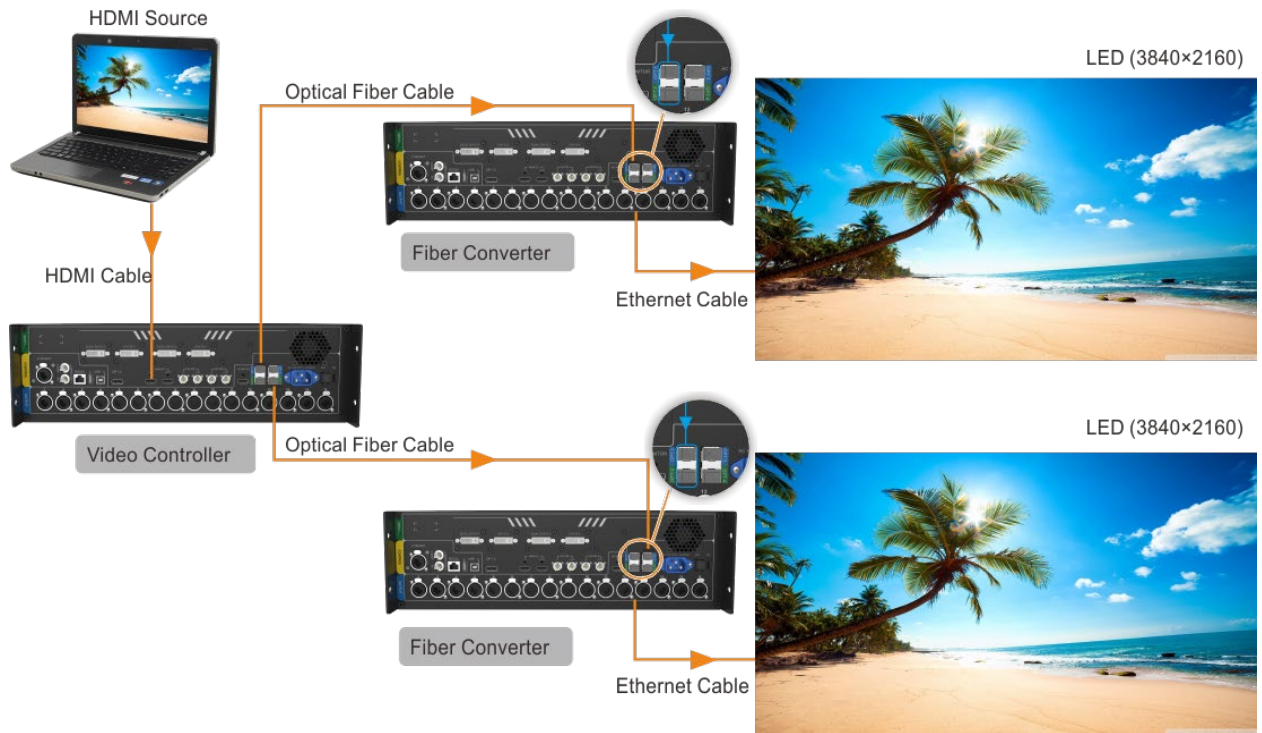 HDMI Source
LED (3840×2160)
Optical Fiber Cable
Fiber Converter
HDMI Cable
Ethernet Cable
LED (3840×2160)
Optical Fiber Cable
Video Controller
Fiber Converter
Ethernet Cable